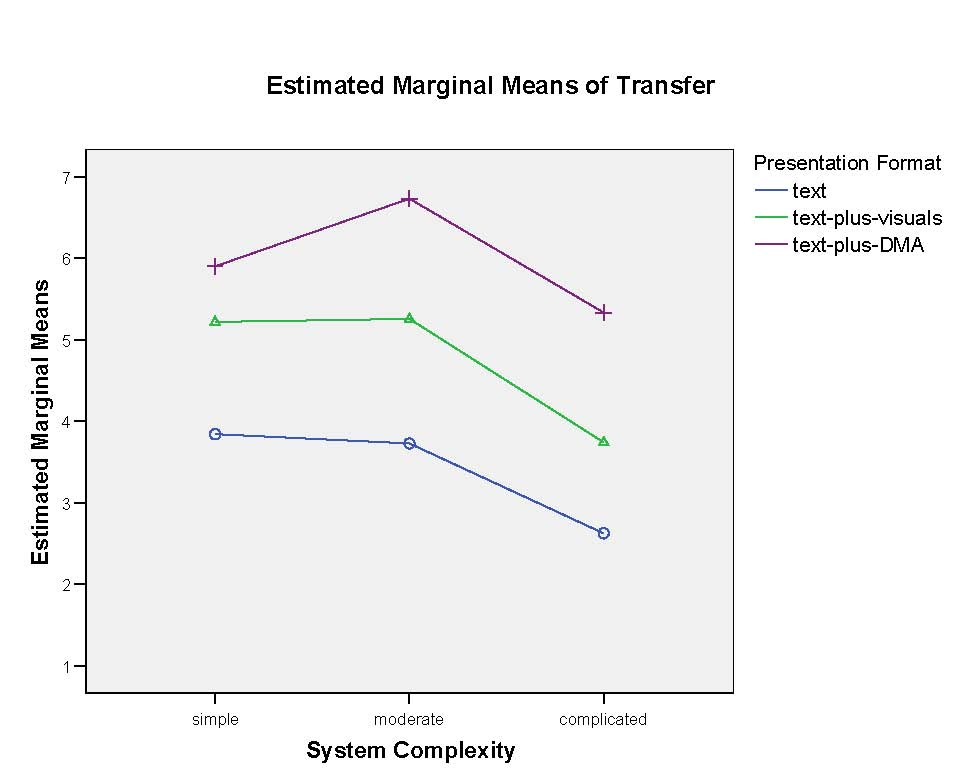 Estimated Marginal Means of Transfer
Estimated Marginal Means
7
6
5
4
3
2
1
simple moderate complicated
System Complexity
Presentation Format
text
text-plus-visuals
text-plus-DMA